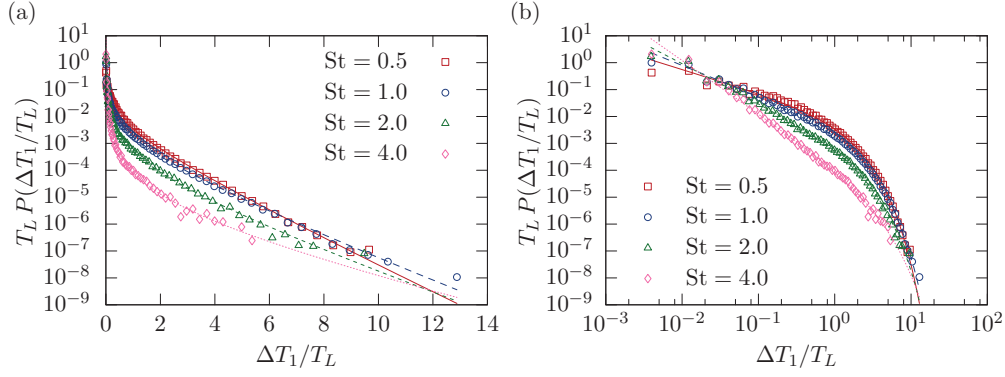 (a)
10^1
10^0
10^-1
10^-2
10^-3
10^-4
10^-5
10^-6
10^-7
10^-8
10^-9
T_L P(ΔT_1/T_L)
St = 0.5
St = 1.0
St = 2.0
St = 4.0
0 2 4 6 8 10 12 14
ΔT_1/T_L
(b)
10^1
10^0
10^-1
10^-2
10^-3
10^-4
10^-5
10^-6
10^-7
10^-8
10^-9
T_L P(ΔT_1/T_L)
St = 0.5
St = 1.0
St = 2.0
St = 4.0
10^-3 10^-2 10^-1 10^0 10^1 10^2
ΔT_1/T_L